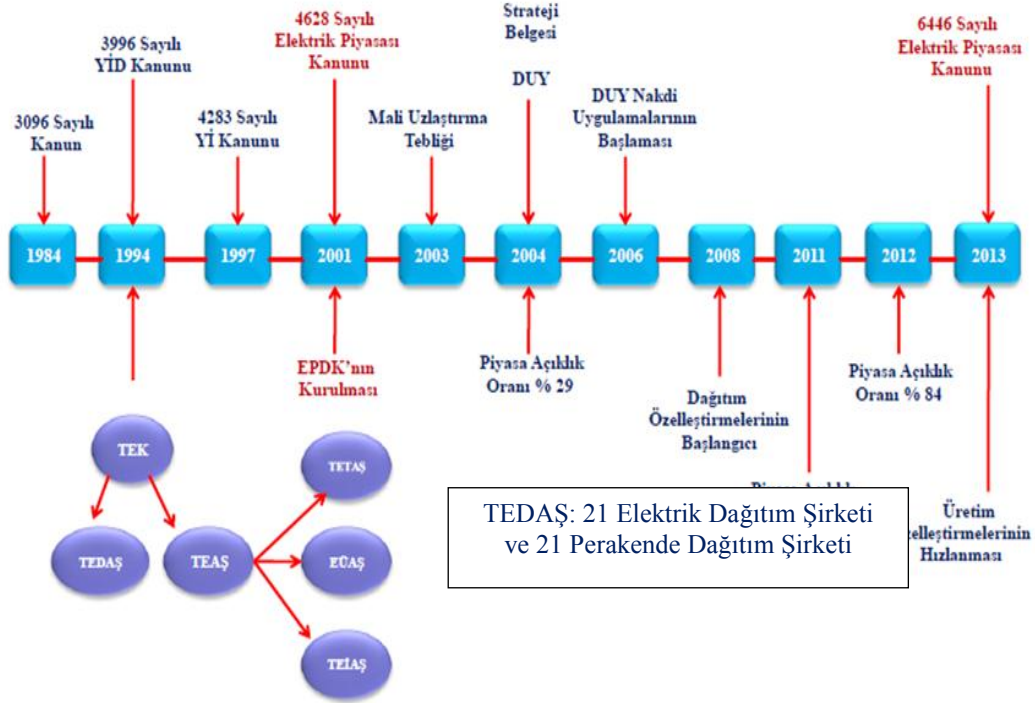 3096 Sayılı
Kanun
3996 Sayılı
YİD Kanunu
4283 Sayılı
Yİ Kanunu
4628 Sayılı
Elektrik Piyasası
Kanunu
Mali Uzlaştırma
Tebliği
Strateji
Belgesi
DUY
DUY Nakdi
Uygulamalarının
Başlaması
6446 Sayılı
Elektrik Piyasası
Kanunu
1984
1994
1997
2001
2003
2004
2006
2008
2011
2012
2013
EPDK’nın
Kurulması
Piyasa Açıklık
Oranı % 29
Dağıtım
Özelleştirmelerinin
Başlangıcı
Piyasa Açıklık
Oranı % 84
Üretim
zelleştirmelerinin
Hızlanması
TEDAŞ: 21 Elektrik Dağıtım Şirketi
ve 21 Perakende Dağıtım Şirketi
TEK
TEDAŞ
TEAŞ
TETAŞ
EÜAŞ
TEİAŞ